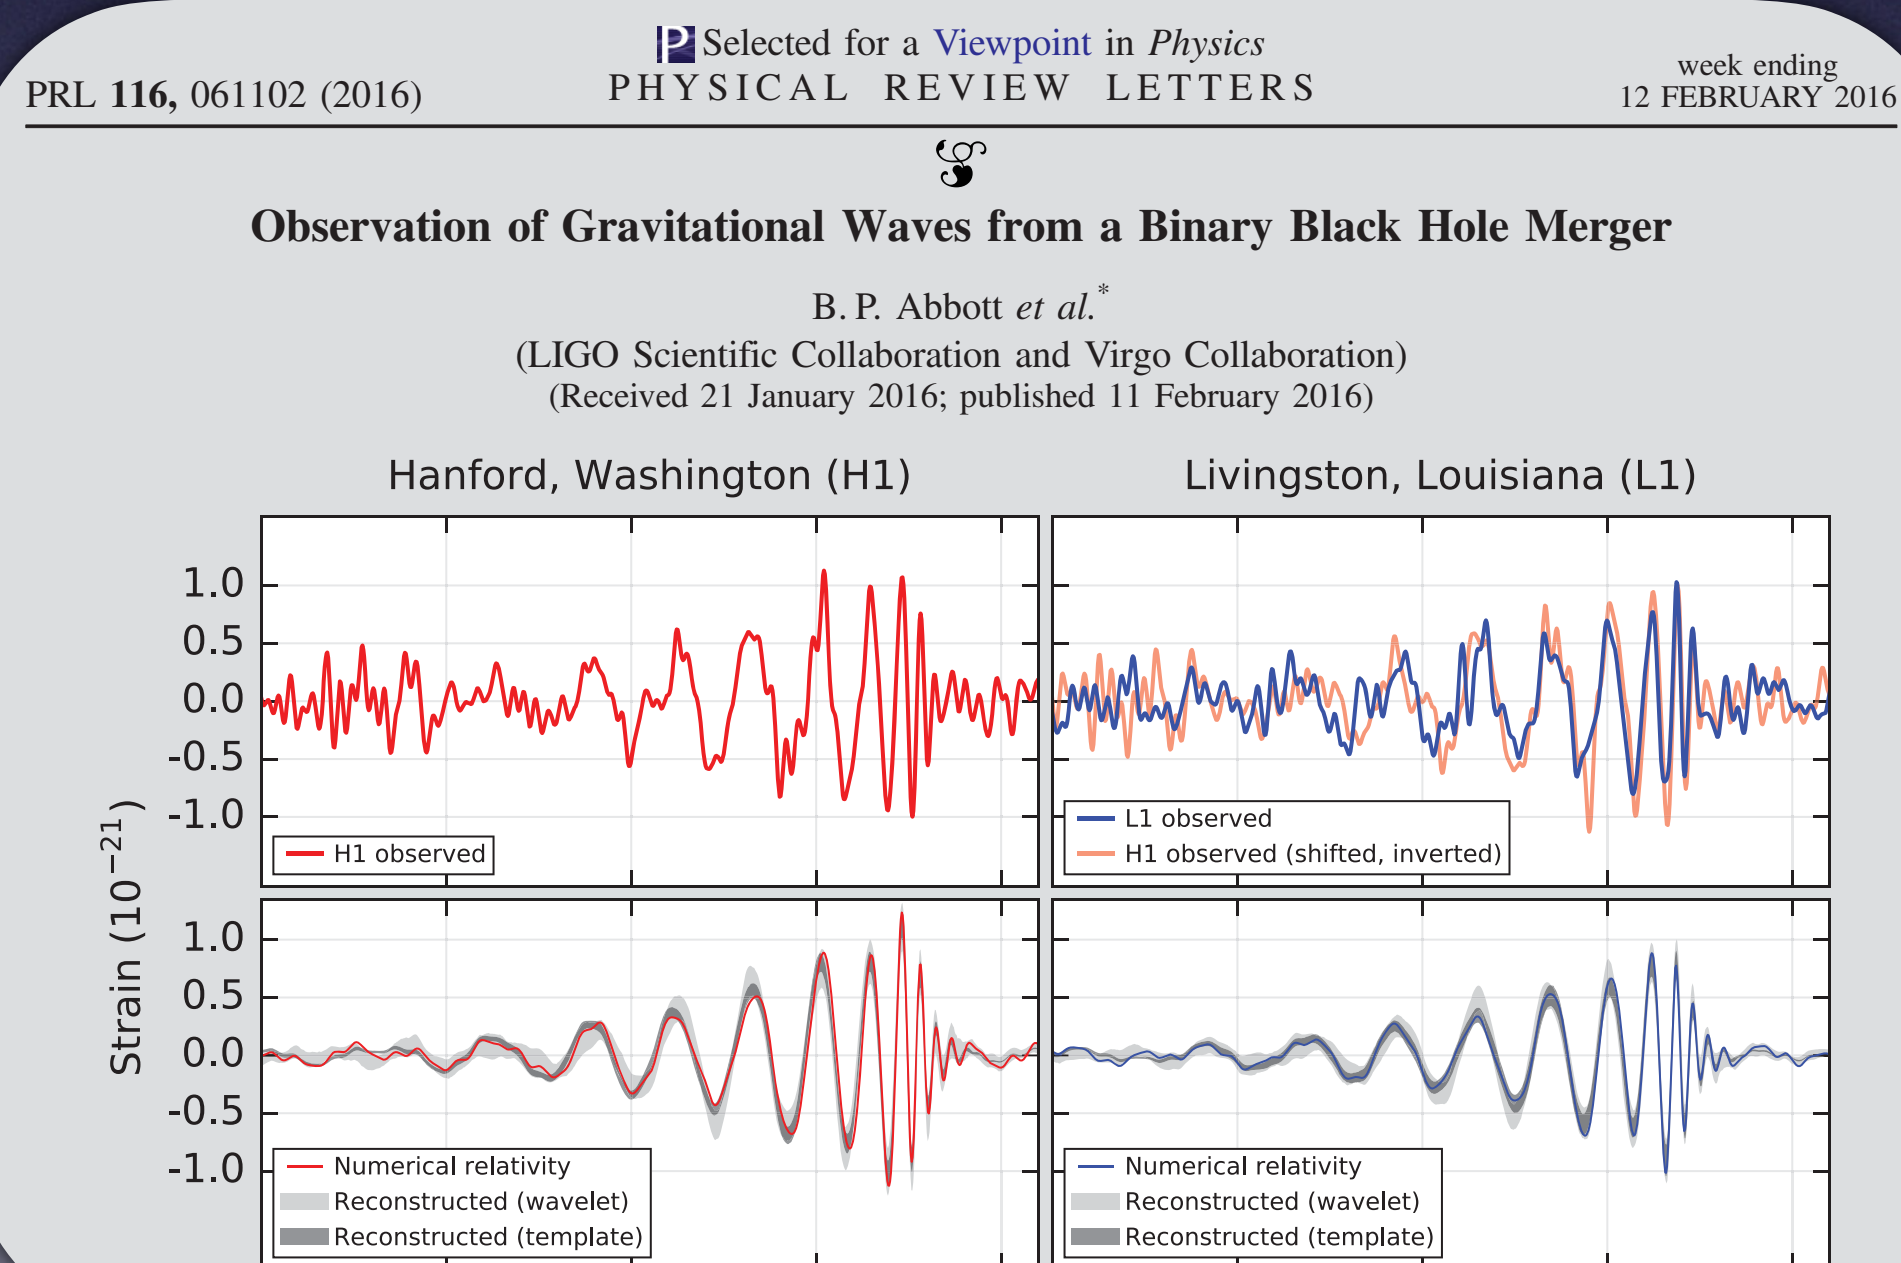 P Selected for a Viewpoint in Physics
PRL 116, 061102 (2016)
PHYSICAL REVIEW LETTERS
week ending
12 FEBRUARY 2016
Observation of Gravitational Waves from a Binary Black Hole Merger
B. P. Abbott et al.*
(LIGO Scientific Collaboration and Virgo Collaboration)
(Received 21 January 2016; published 11 February 2016)
Hanford, Washington (H1)
Livingston, Louisiana (L1)
Strain (10⁻²¹)
1.0
0.5
0.0
-0.5
-1.0
H1 observed
L1 observed
H1 observed (shifted, inverted)
1.0
0.5
0.0
-0.5
-1.0
Numerical relativity
Reconstructed (wavelet)
Reconstructed (template)
Numerical relativity
Reconstructed (wavelet)
Reconstructed (template)